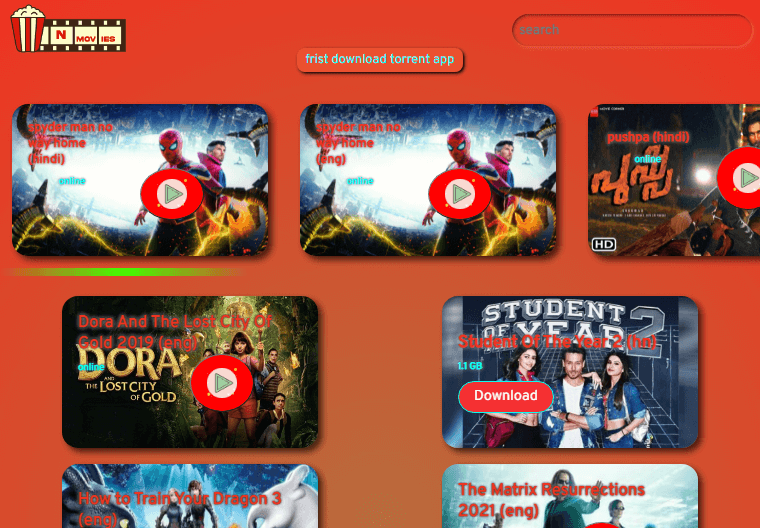 N
MOV IES
search
frist download torrent app
spyder man no
way home
(hindi)
online
spyder man no
way home
(eng)
online
MOVIE CORNER
pushpa (hindi)
online
പുഷ്പ
HD
Dora And The Lost City Of
Gold 2019 (eng)
online
DORA
AND
THE LOST CITY
OF GOLD
STUDENT
OF THE YEAR 2
Student Of The Year 2 (hn)
1.1 GB
Download
How to Train Your Dragon 3
(eng)
The Matrix Resurrections
2021 (eng)